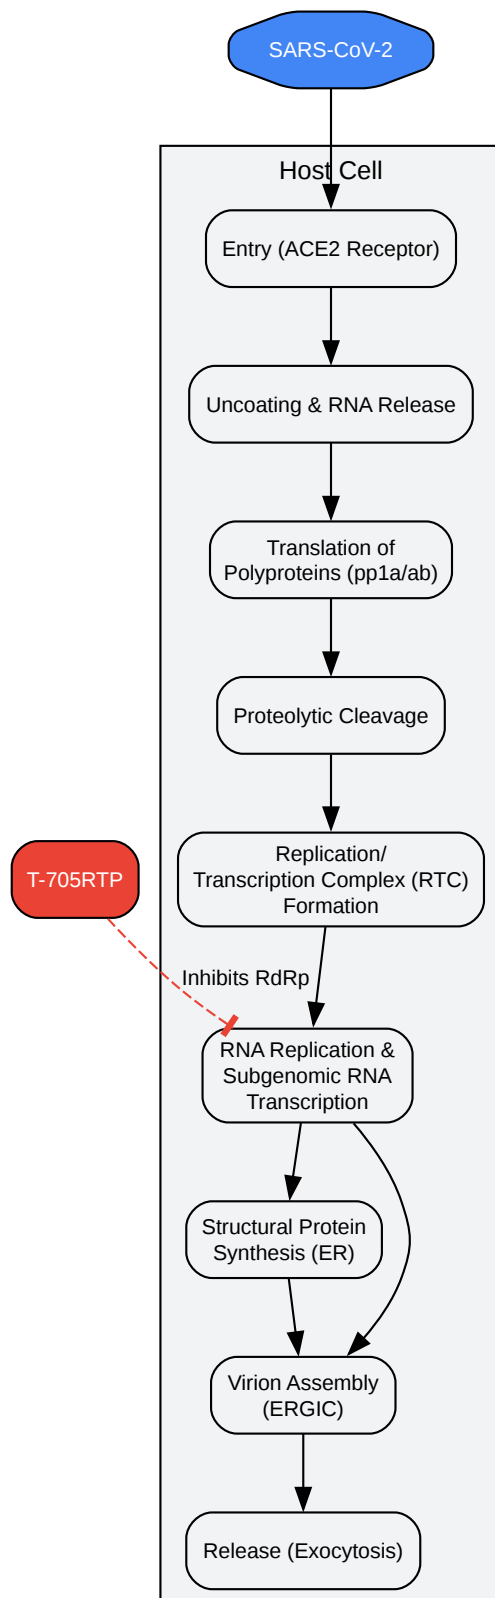 SARS-CoV-2
Host Cell
Entry (ACE2 Receptor)
Uncoating & RNA Release
Translation of
Polyproteins (pp1a/ab)
Proteolytic Cleavage
Replication/
Transcription Complex (RTC)
Formation
T-705RTP
Inhibits RdRp
RNA Replication &
Subgenomic RNA
Transcription
Structural Protein
Synthesis (ER)
Virion Assembly
(ERGIC)
Release (Exocytosis)